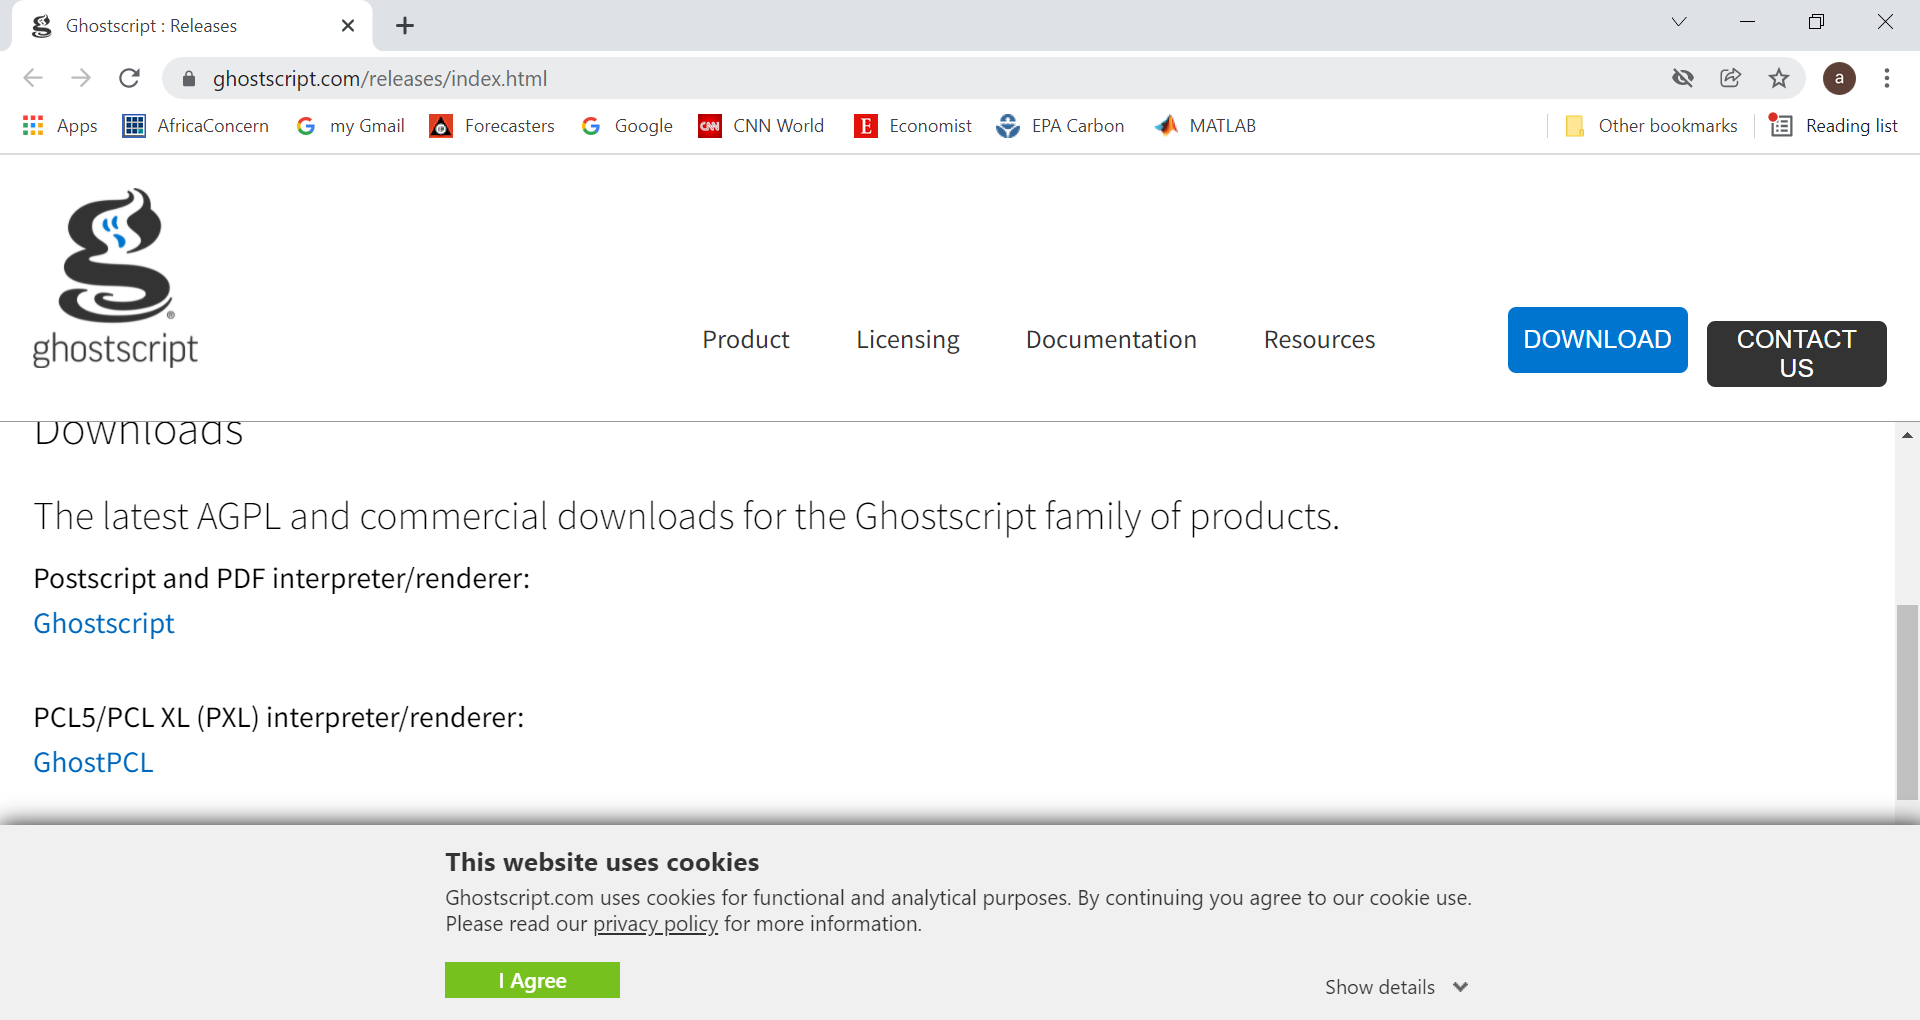 Ghostscript : Releases
ghostscript.com/releases/index.html
a
Apps
AfricaConcern
my Gmail
Forecasters
Google
CNN CNN World
E Economist
EPA Carbon
MATLAB
Other bookmarks
Reading list
ghostscript
®
Product
Licensing
Documentation
Resources
DOWNLOAD
CONTACT
US
Downloads
The latest AGPL and commercial downloads for the Ghostscript family of products.
Postscript and PDF interpreter/renderer:
Ghostscript
PCL5/PCL XL (PXL) interpreter/renderer:
GhostPCL
This website uses cookies
Ghostscript.com uses cookies for functional and analytical purposes. By continuing you agree to our cookie use.
Please read our privacy policy for more information.
I Agree
Show details